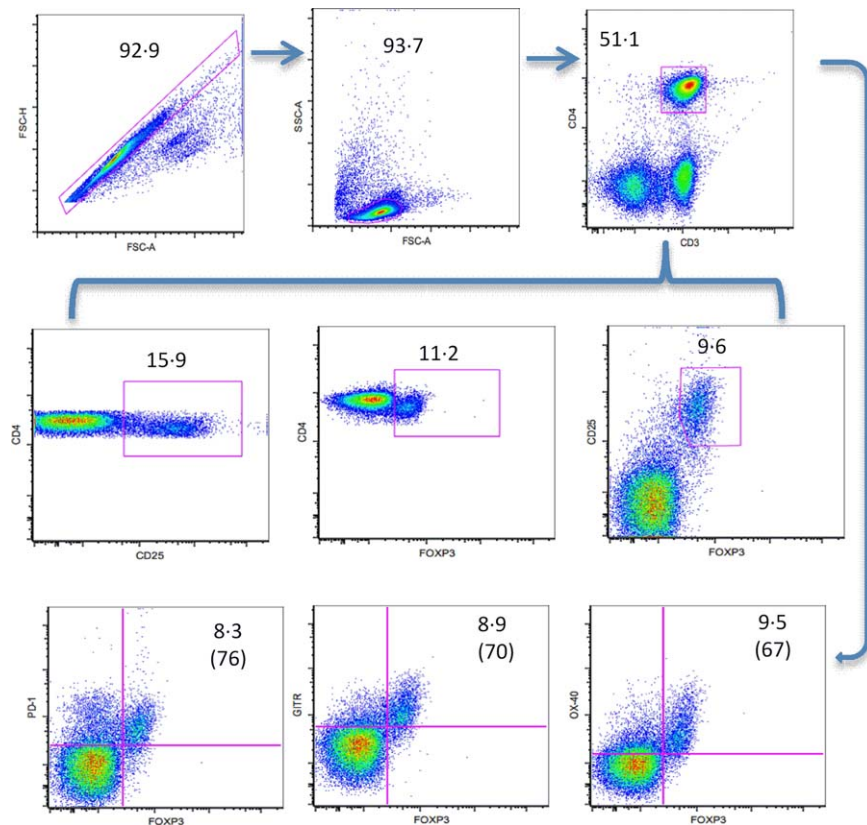 92·9
93·7
51·1
FSC-H
FSC-A
SSC-A
FSC-A
CD4
CD3
15·9
11·2
9·6
CD4
CD25
CD4
FOXP3
CD25
FOXP3
8·3
(76)
8·9
(70)
9·5
(67)
PD-1
FOXP3
GITR
FOXP3
OX-40
FOXP3